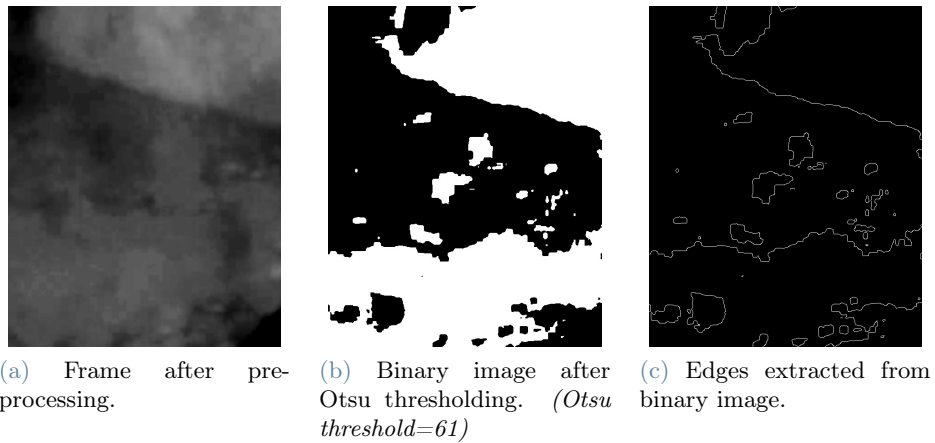 (a) Frame after pre-
processing.
(b) Binary image after
Otsu thresholding. (Otsu
threshold=61)
(c) Edges extracted from
binary image.